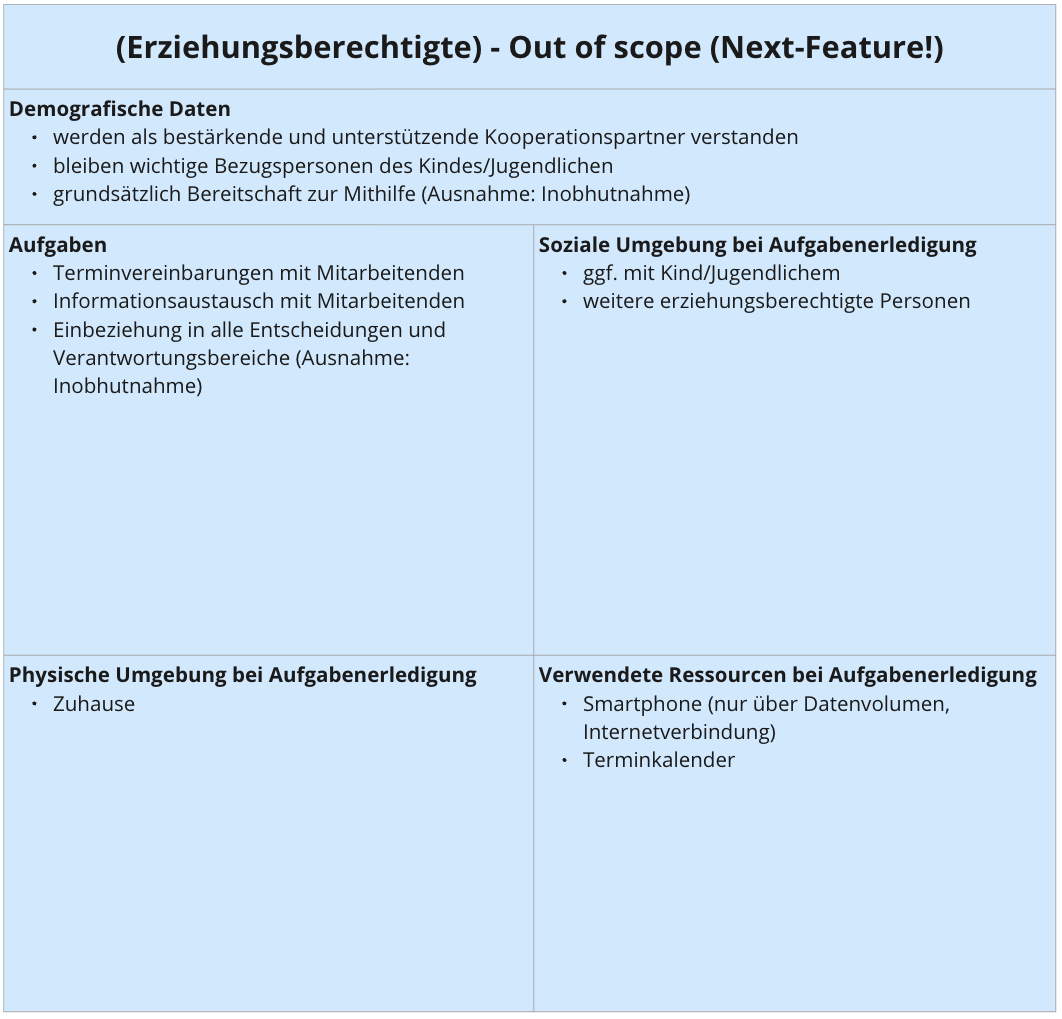 (Erziehungsberechtigte) - Out of scope (Next-Feature!)
Demografische Daten
• werden als bestärkende und unterstützende Kooperationspartner verstanden
• bleiben wichtige Bezugspersonen des Kindes/Jugendlichen
• grundsätzlich Bereitschaft zur Mithilfe (Ausnahme: Inobhutnahme)
Aufgaben
• Terminvereinbarungen mit Mitarbeitenden
• Informationsaustausch mit Mitarbeitenden
• Einbeziehung in alle Entscheidungen und
Verantwortungsbereiche (Ausnahme:
Inobhutnahme)
Soziale Umgebung bei Aufgabenerledigung
• ggf. mit Kind/Jugendlichem
• weitere erziehungsberechtigte Personen
Physische Umgebung bei Aufgabenerledigung
• Zuhause
Verwendete Ressourcen bei Aufgabenerledigung
• Smartphone (nur über Datenvolumen,
Internetverbindung)
• Terminkalender